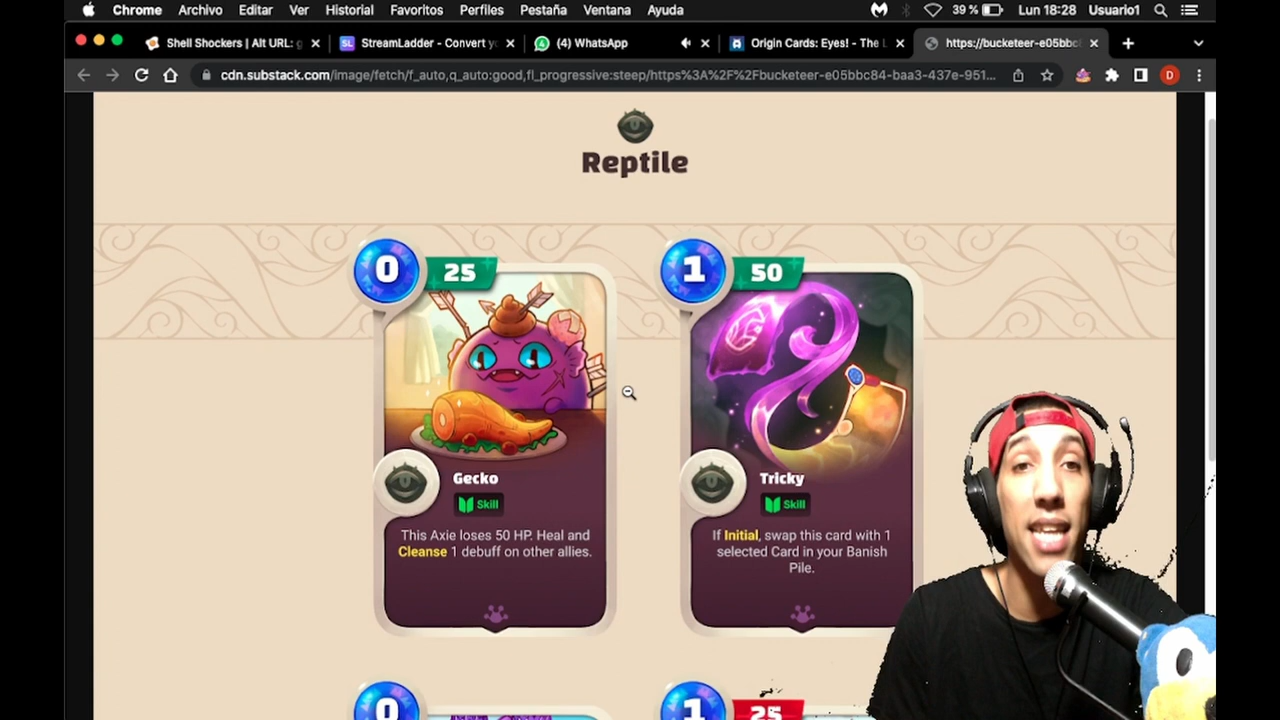 Chrome Archivo Editar Ver Historial Favoritos Perfiles Pestaña Ventana Ayuda 39 % Lun 18:28 Usuario1
Shell Shockers | Alt URL: g StreamLadder - Convert yo (4) WhatsApp Origin Cards: Eyes! - The L https://bucketeer-e05bbc8
cdn.substack.com/image/fetch/f_auto,q_auto:good,fl_progressive:steep/https%3A%2F%2Fbucketeer-e05bbc84-baa3-437e-951... D
Reptile
0 25
1 50
Gecko
Skill
This Axie loses 50 HP. Heal and
Cleanse 1 debuff on other allies.
Tricky
Skill
If Initial, swap this card with 1
selected Card in your Banish
Pile.
0
1 25